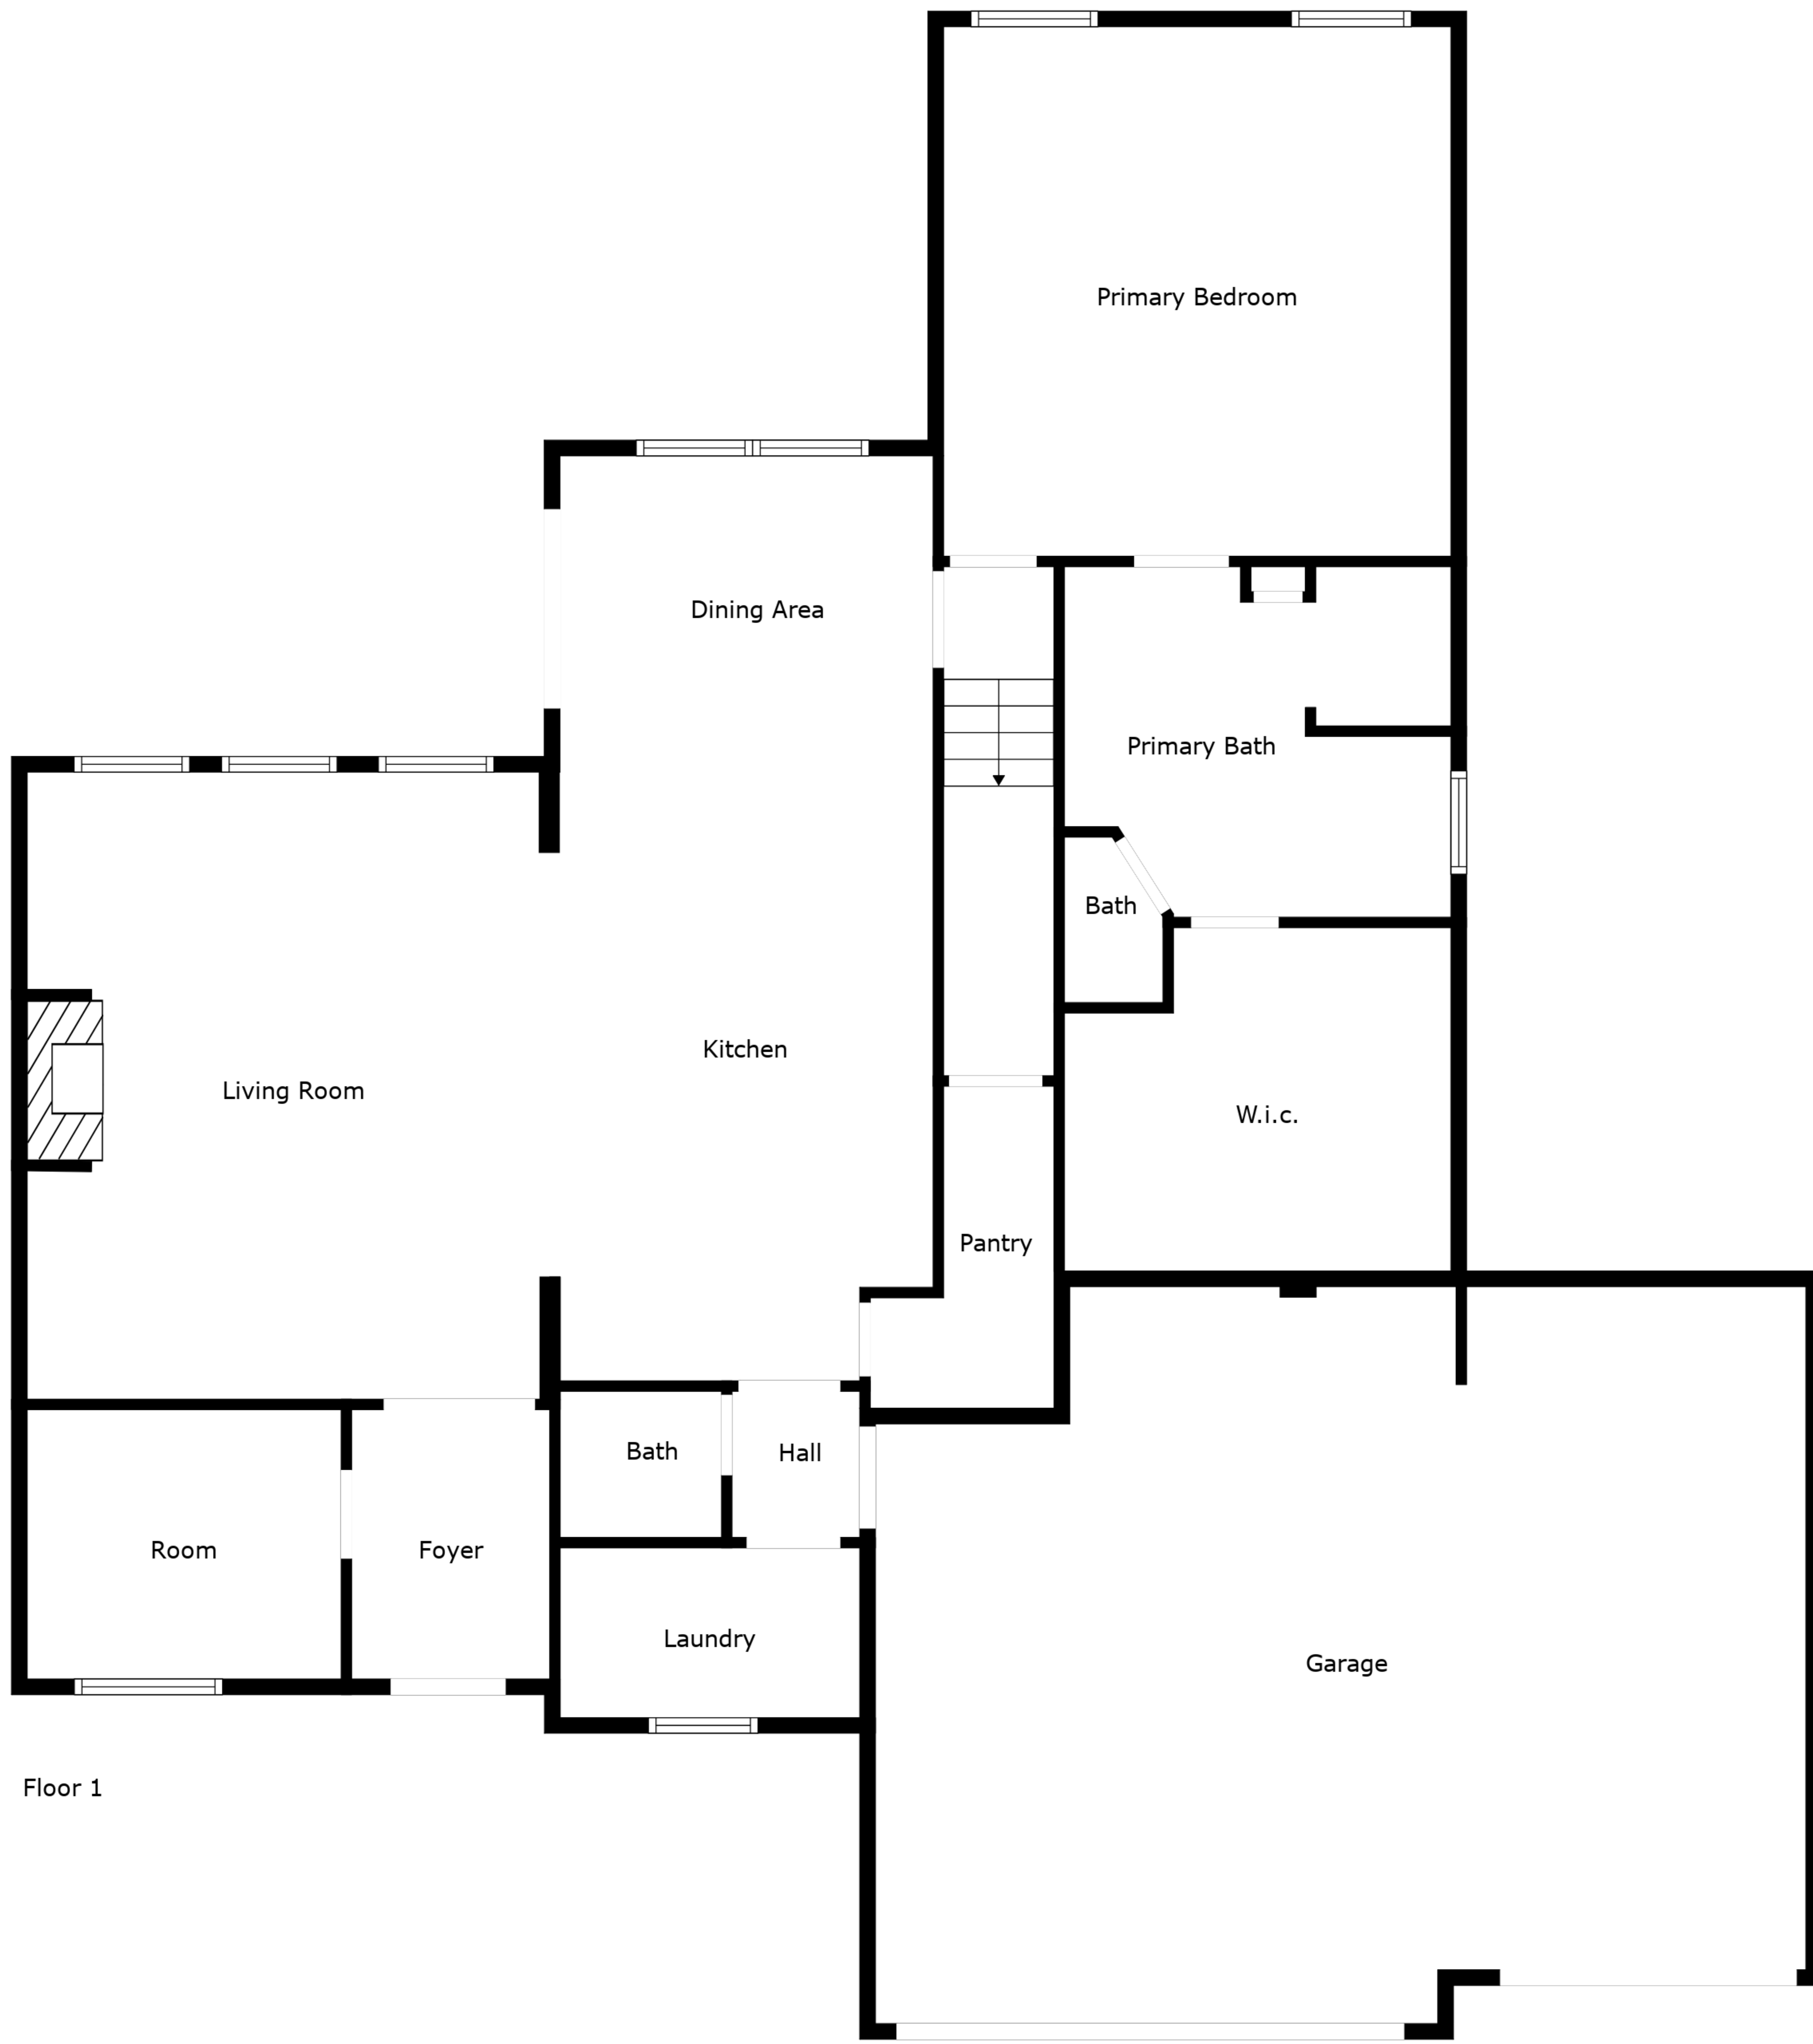 Primary Bedroom
Dining Area
Primary Bath
Bath
Kitchen
Living Room
W.i.c.
Pantry
Bath
Hall
Room
Foyer
Laundry
Garage
Floor 1